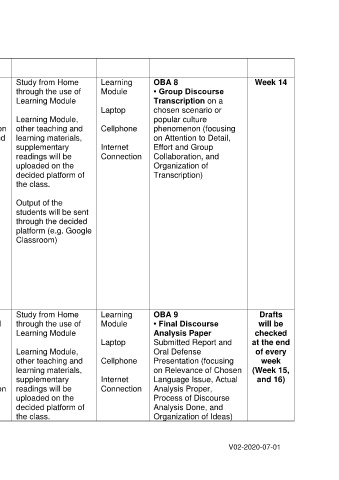 Study from Home
through the use of
Learning Module
Learning Module,
other teaching and
learning materials,
supplementary
readings will be
uploaded on the
decided platform of
the class.
Output of the
students will be sent
through the decided
platform (e.g. Google
Classroom)
Learning
Module
Laptop
Cellphone
Internet
Connection
OBA 8
• Group Discourse
Transcription on a
chosen scenario or
popular culture
phenomenon (focusing
on Attention to Detail,
Effort and Group
Collaboration, and
Organization of
Transcription)
Week 14
Study from Home
through the use of
Learning Module
Learning Module,
other teaching and
learning materials,
supplementary
readings will be
uploaded on the
decided platform of
the class.
Learning
Module
Laptop
Cellphone
Internet
Connection
OBA 9
• Final Discourse
Analysis Paper
Submitted Report and
Oral Defense
Presentation (focusing
on Relevance of Chosen
Language Issue, Actual
Analysis Proper,
Process of Discourse
Analysis Done, and
Organization of Ideas)
Drafts
will be
checked
at the end
of every
week
(Week 15,
and 16)
V02-2020-07-01